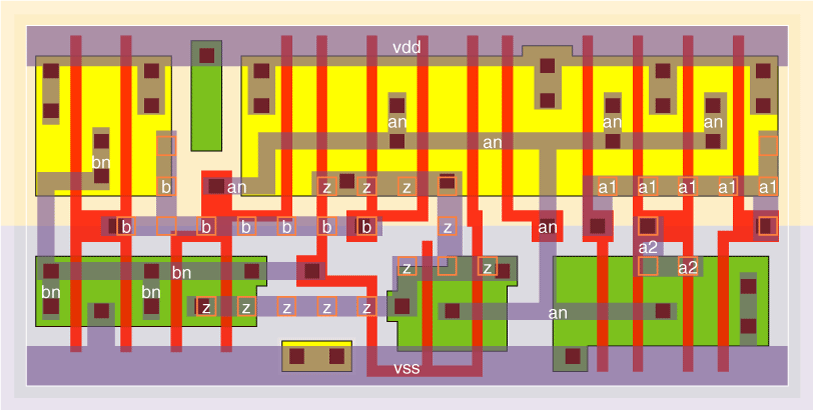 vdd
an an an
bn an
b an z z z a1 a1 a1 a1 a1
b b b b b b b z an
a2
bn z z a2
bn bn
z z z z z an
vss